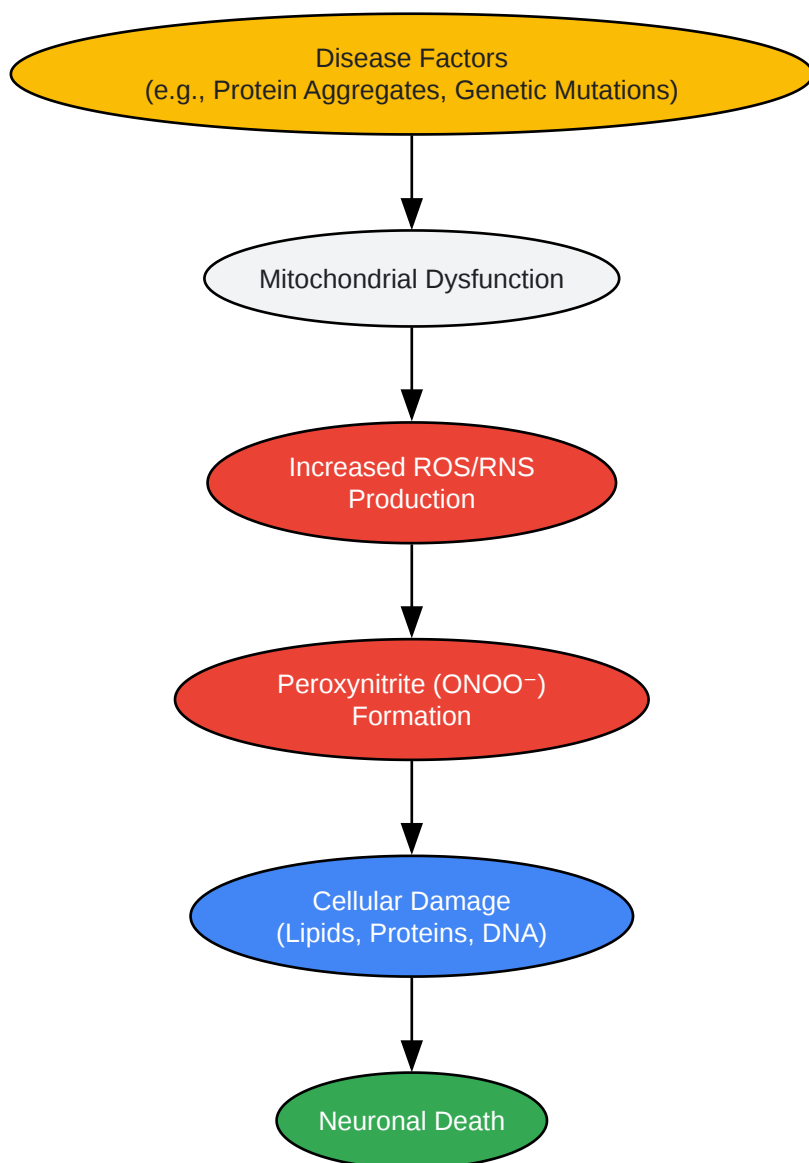 Disease Factors
(e.g., Protein Aggregates, Genetic Mutations)
Mitochondrial Dysfunction
Increased ROS/RNS
Production
Peroxynitrite (ONOO⁻)
Formation
Cellular Damage
(Lipids, Proteins, DNA)
Neuronal Death